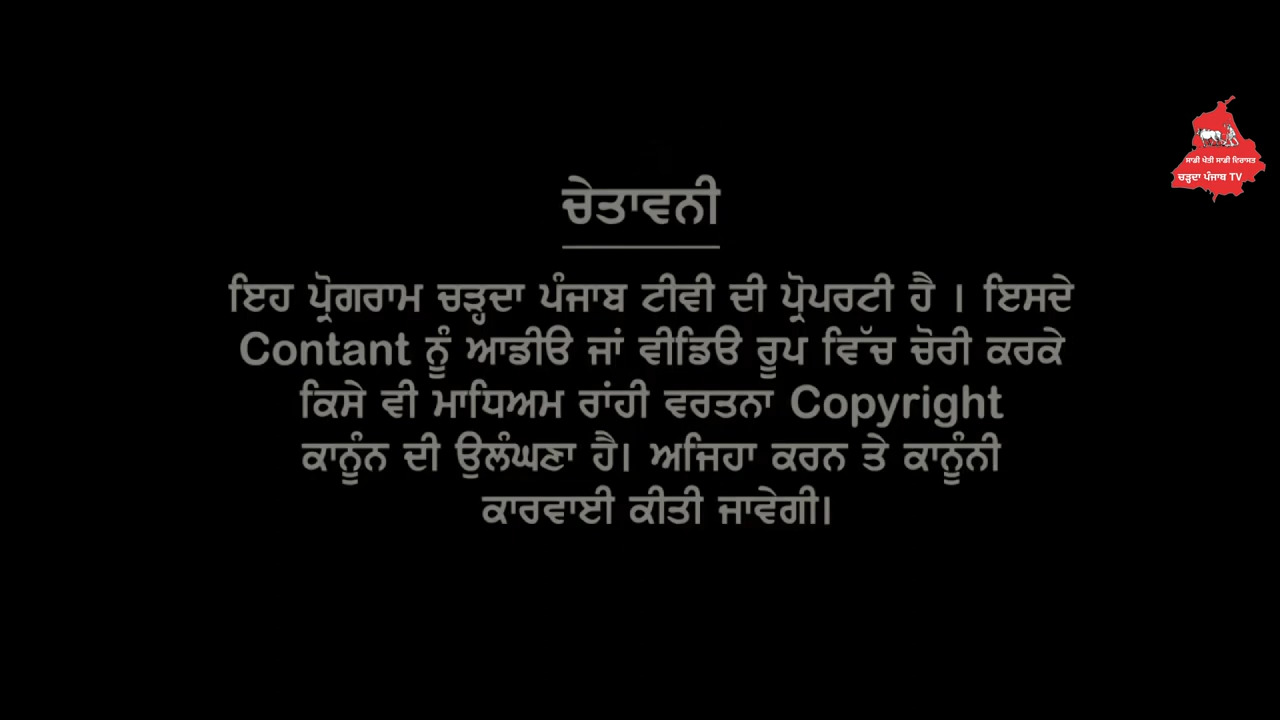 ਸਾਡੀ ਖੇਤੀ ਸਾਡੀ ਵਿਰਾਸਤ
ਚੜ੍ਹਦਾ ਪੰਜਾਬ TV
ਚੇਤਾਵਨੀ
ਇਹ ਪ੍ਰੋਗਰਾਮ ਚੜ੍ਹਦਾ ਪੰਜਾਬ ਟੀਵੀ ਦੀ ਪ੍ਰੋਪਰਟੀ ਹੈ । ਇਸਦੇ
Contant ਨੂੰ ਆਡੀੳ ਜਾਂ ਵੀਡਿੳ ਰੂਪ ਵਿੱਚ ਚੋਰੀ ਕਰਕੇ
ਕਿਸੇ ਵੀ ਮਾਧਿਅਮ ਰਾਂਹੀ ਵਰਤਨਾ Copyright
ਕਾਨੂੰਨ ਦੀ ਉਲੰਘਣਾ ਹੈ। ਅਜਿਹਾ ਕਰਨ ਤੇ ਕਾਨੂੰਨੀ
ਕਾਰਵਾਈ ਕੀਤੀ ਜਾਵੇਗੀ।